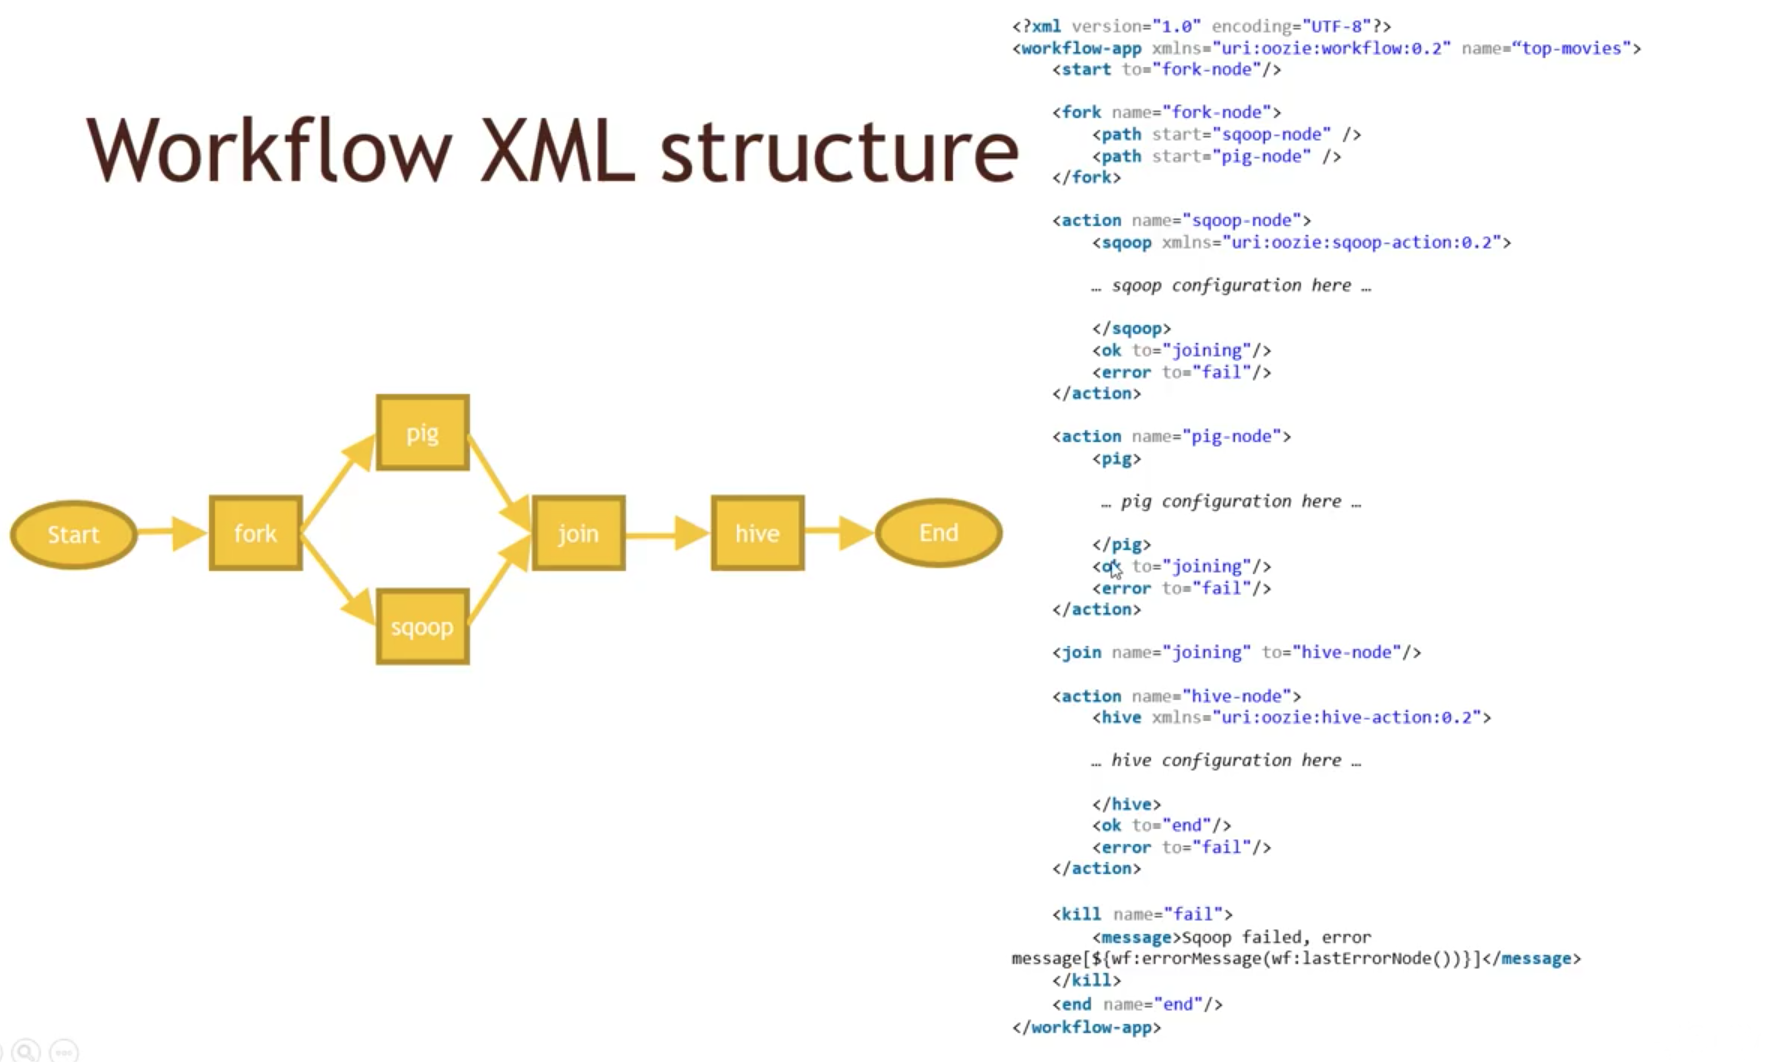 Workflow XML structure
Start
fork
pig
sqoop
join
hive
End
<?xml version="1.0" encoding="UTF-8"?>
<workflow-app xmlns="uri:oozie:workflow:0.2" name=“top-movies">
<start to="fork-node"/>
<fork name="fork-node">
<path start="sqoop-node" />
<path start="pig-node" />
</fork>
<action name="sqoop-node">
<sqoop xmlns="uri:oozie:sqoop-action:0.2">
… sqoop configuration here …
</sqoop>
<ok to="joining"/>
<error to="fail"/>
</action>
<action name="pig-node">
<pig>
… pig configuration here …
</pig>
<ok to="joining"/>
<error to="fail"/>
</action>
<join name="joining" to="hive-node"/>
<action name="hive-node">
<hive xmlns="uri:oozie:hive-action:0.2">
… hive configuration here …
</hive>
<ok to="end"/>
<error to="fail"/>
</action>
<kill name="fail">
<message>Sqoop failed, error
message[${wf:errorMessage(wf:lastErrorNode())}]</message>
</kill>
<end name="end"/>
</workflow-app>